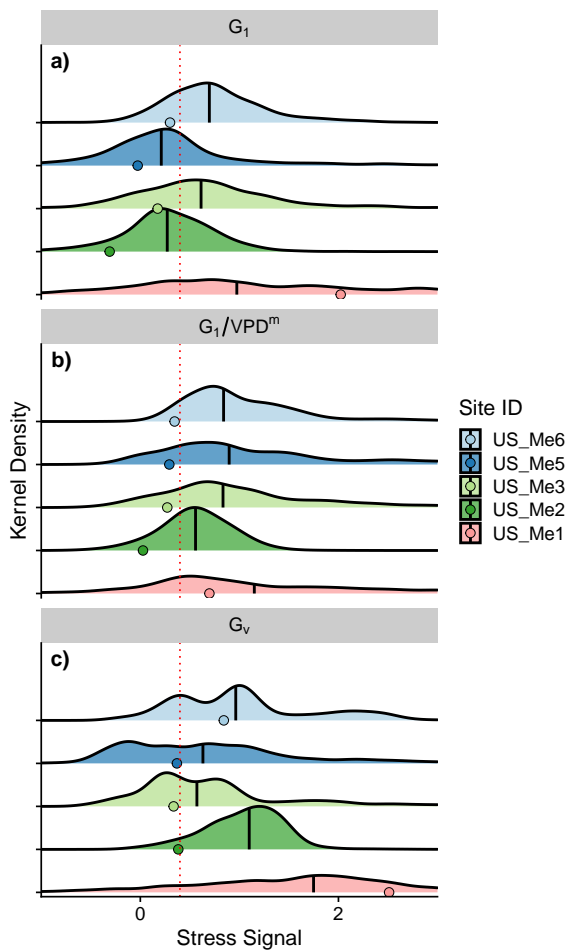 G₁
a)
G₁/VPDᵐ
b)
Kernel Density
Site ID
US_Me6
US_Me5
US_Me3
US_Me2
US_Me1
Gᵥ
c)
0 2
Stress Signal